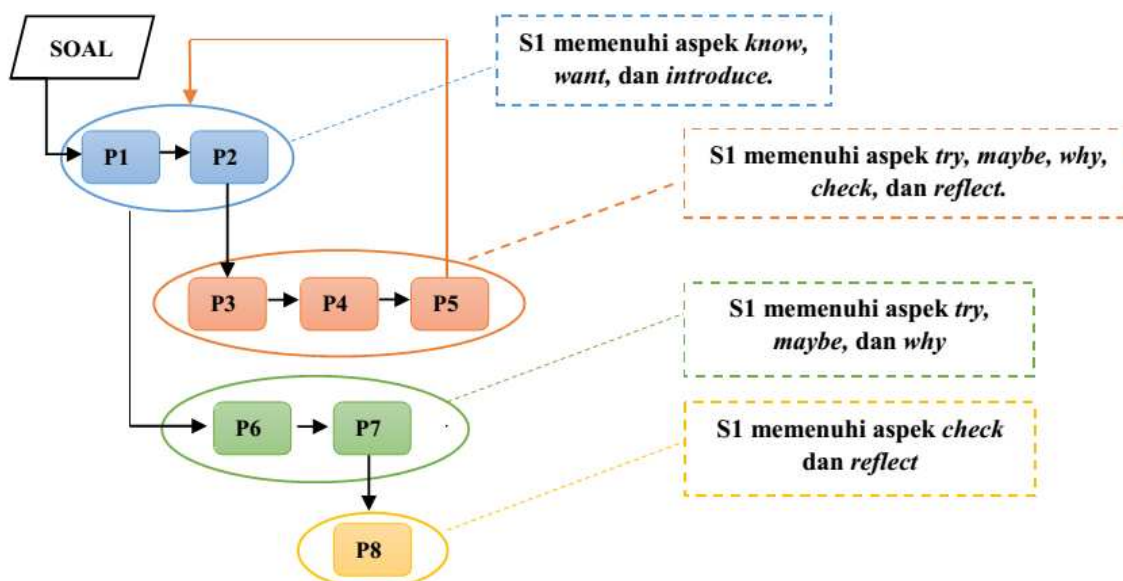 SOAL
S1 memenuhi aspek know,
want, dan introduce.
P1
P2
S1 memenuhi aspek try, maybe, why,
check, dan reflect.
P3
P4
P5
S1 memenuhi aspek try,
maybe, dan why
P6
P7
S1 memenuhi aspek check
dan reflect
P8